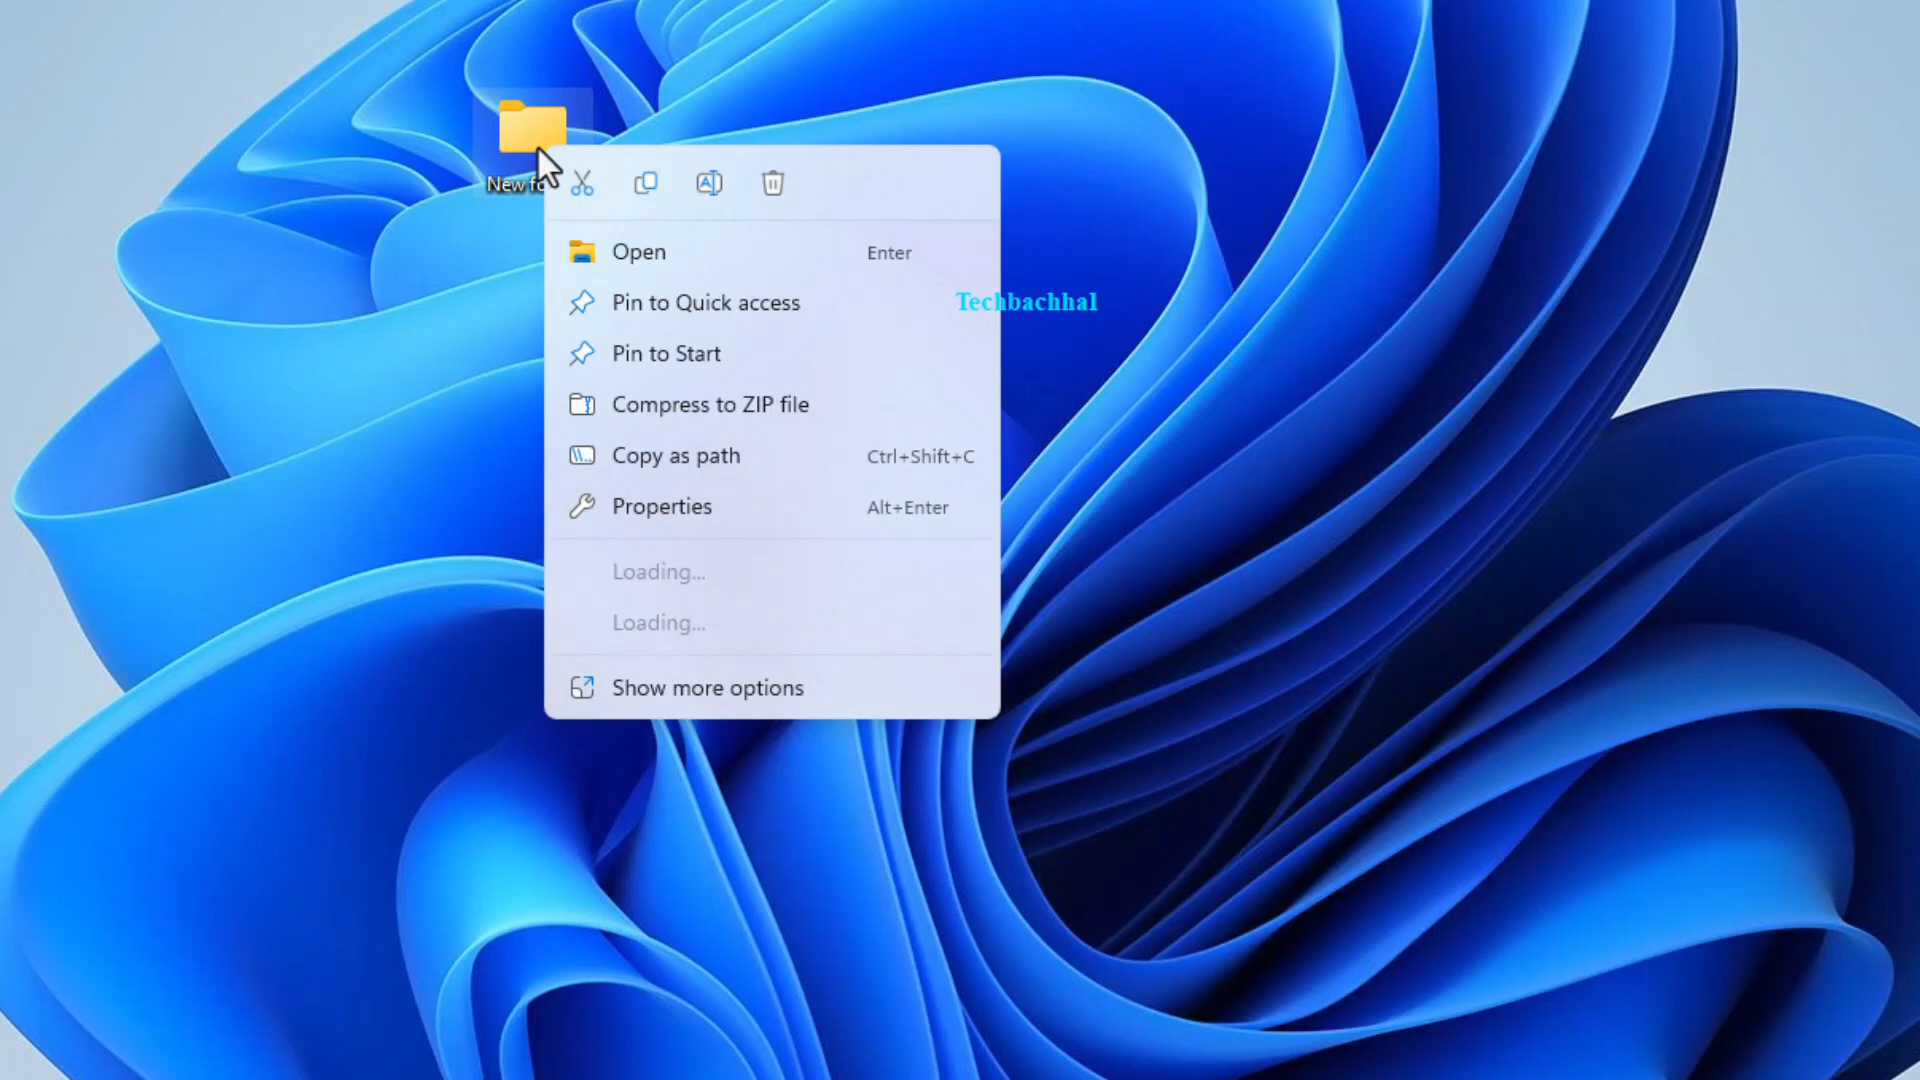 New fo
Open Enter
Pin to Quick access
Techbachhal
Pin to Start
Compress to ZIP file
Copy as path Ctrl+Shift+C
Properties Alt+Enter
Loading...
Loading...
Show more options